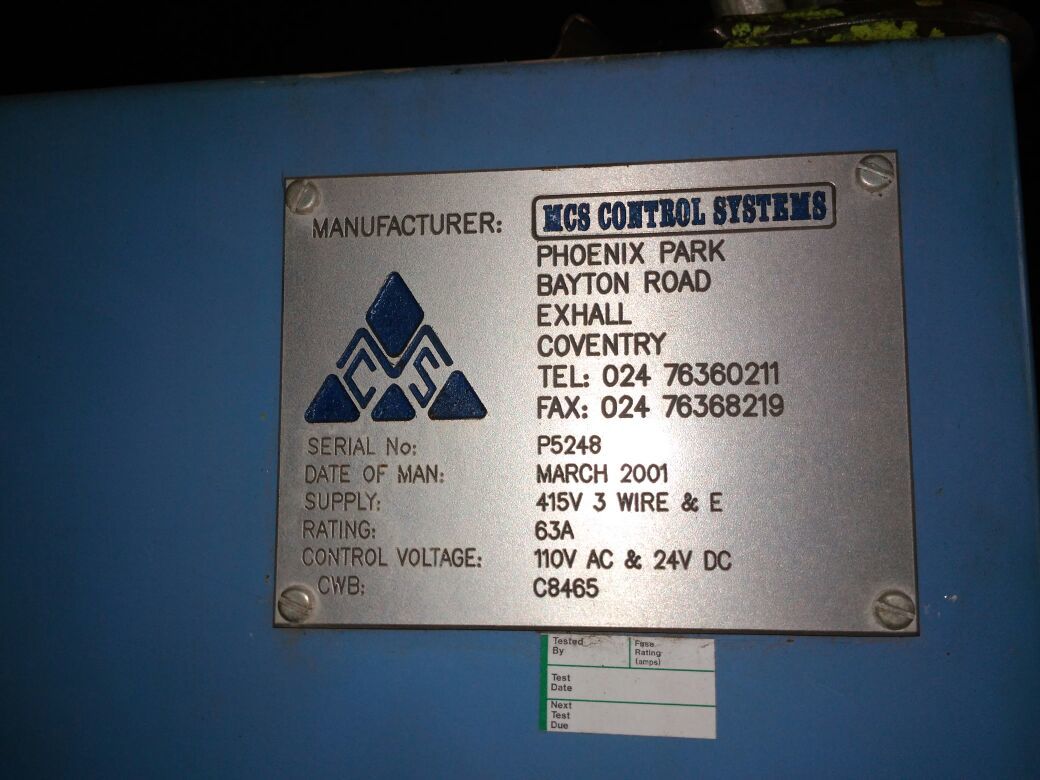 MANUFACTURER: MCS CONTROL SYSTEMS
PHOENIX PARK
BAYTON ROAD
EXHALL
COVENTRY
TEL: 024 76360211
FAX: 024 76368219
MCS
SERIAL No: P5248
DATE OF MAN: MARCH 2001
SUPPLY: 415V 3 WIRE & E
RATING: 63A
CONTROL VOLTAGE: 110V AC & 24V DC
CWB: C8465
Tested By
Fuse Rating (amps)
Test Date
Next Test Due